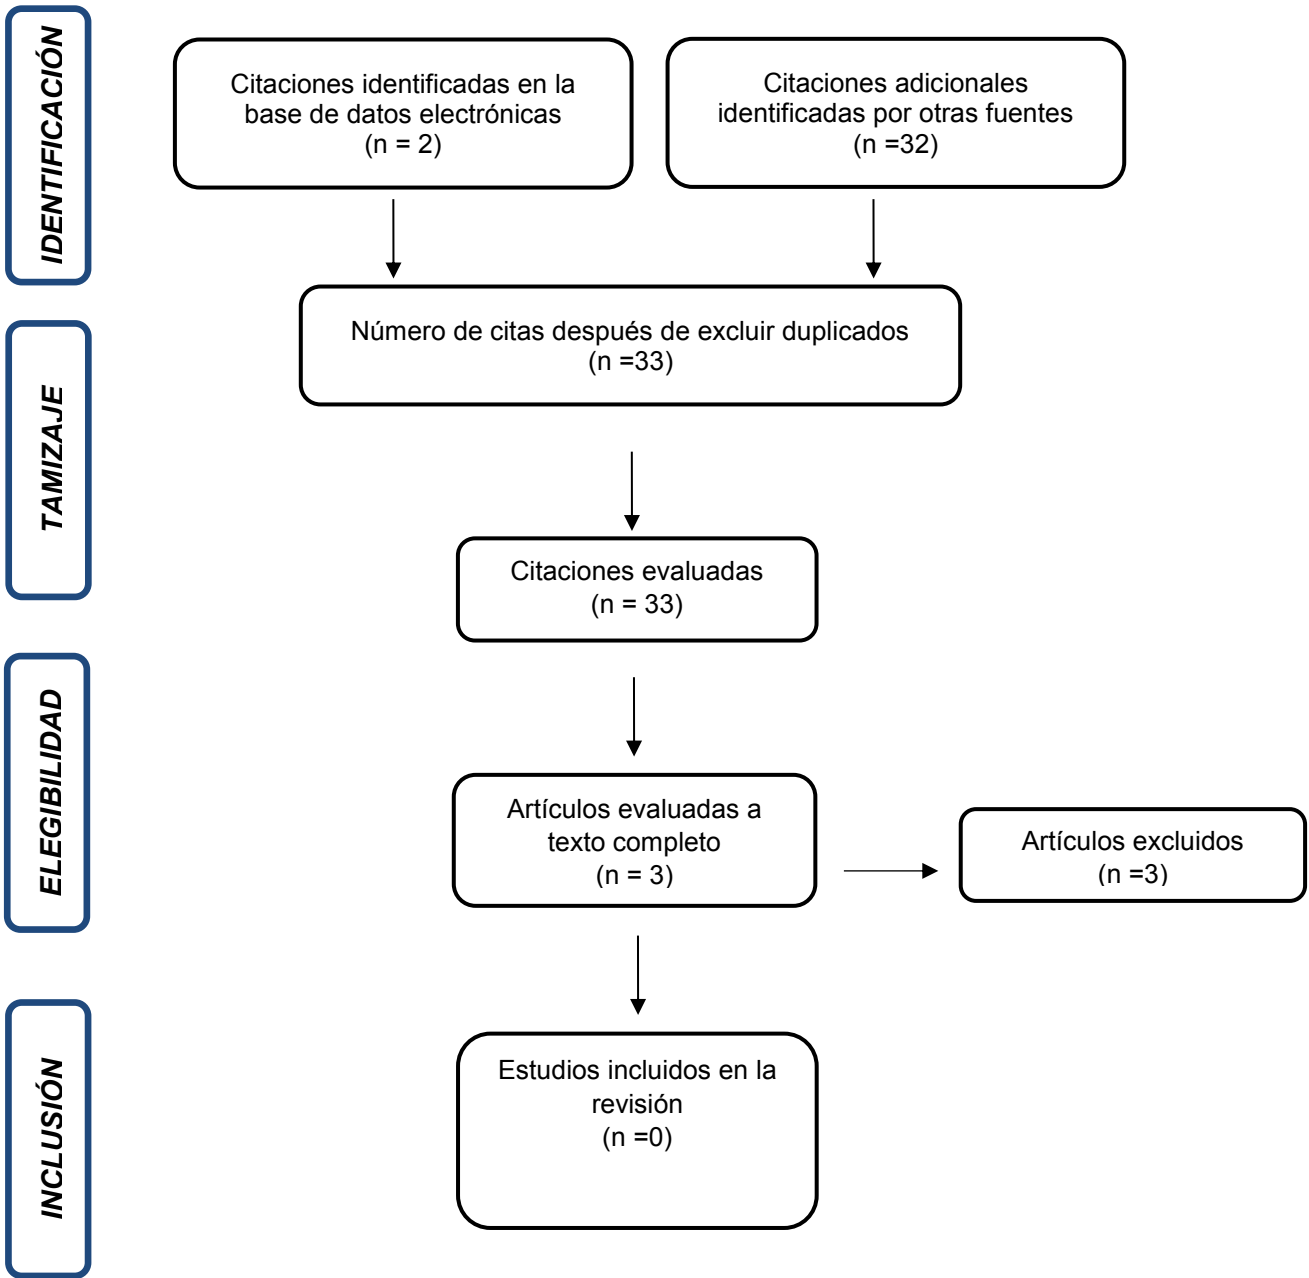 IDENTIFICACIÓN
Citaciones identificadas en la
base de datos electrónicas
(n = 2)
Citaciones adicionales
identificadas por otras fuentes
(n =32)
TAMIZAJE
Número de citas después de excluir duplicados
(n =33)
Citaciones evaluadas
(n = 33)
ELEGIBILIDAD
Artículos evaluadas a
texto completo
(n = 3)
Artículos excluidos
(n =3)
INCLUSIÓN
Estudios incluidos en la
revisión
(n =0)